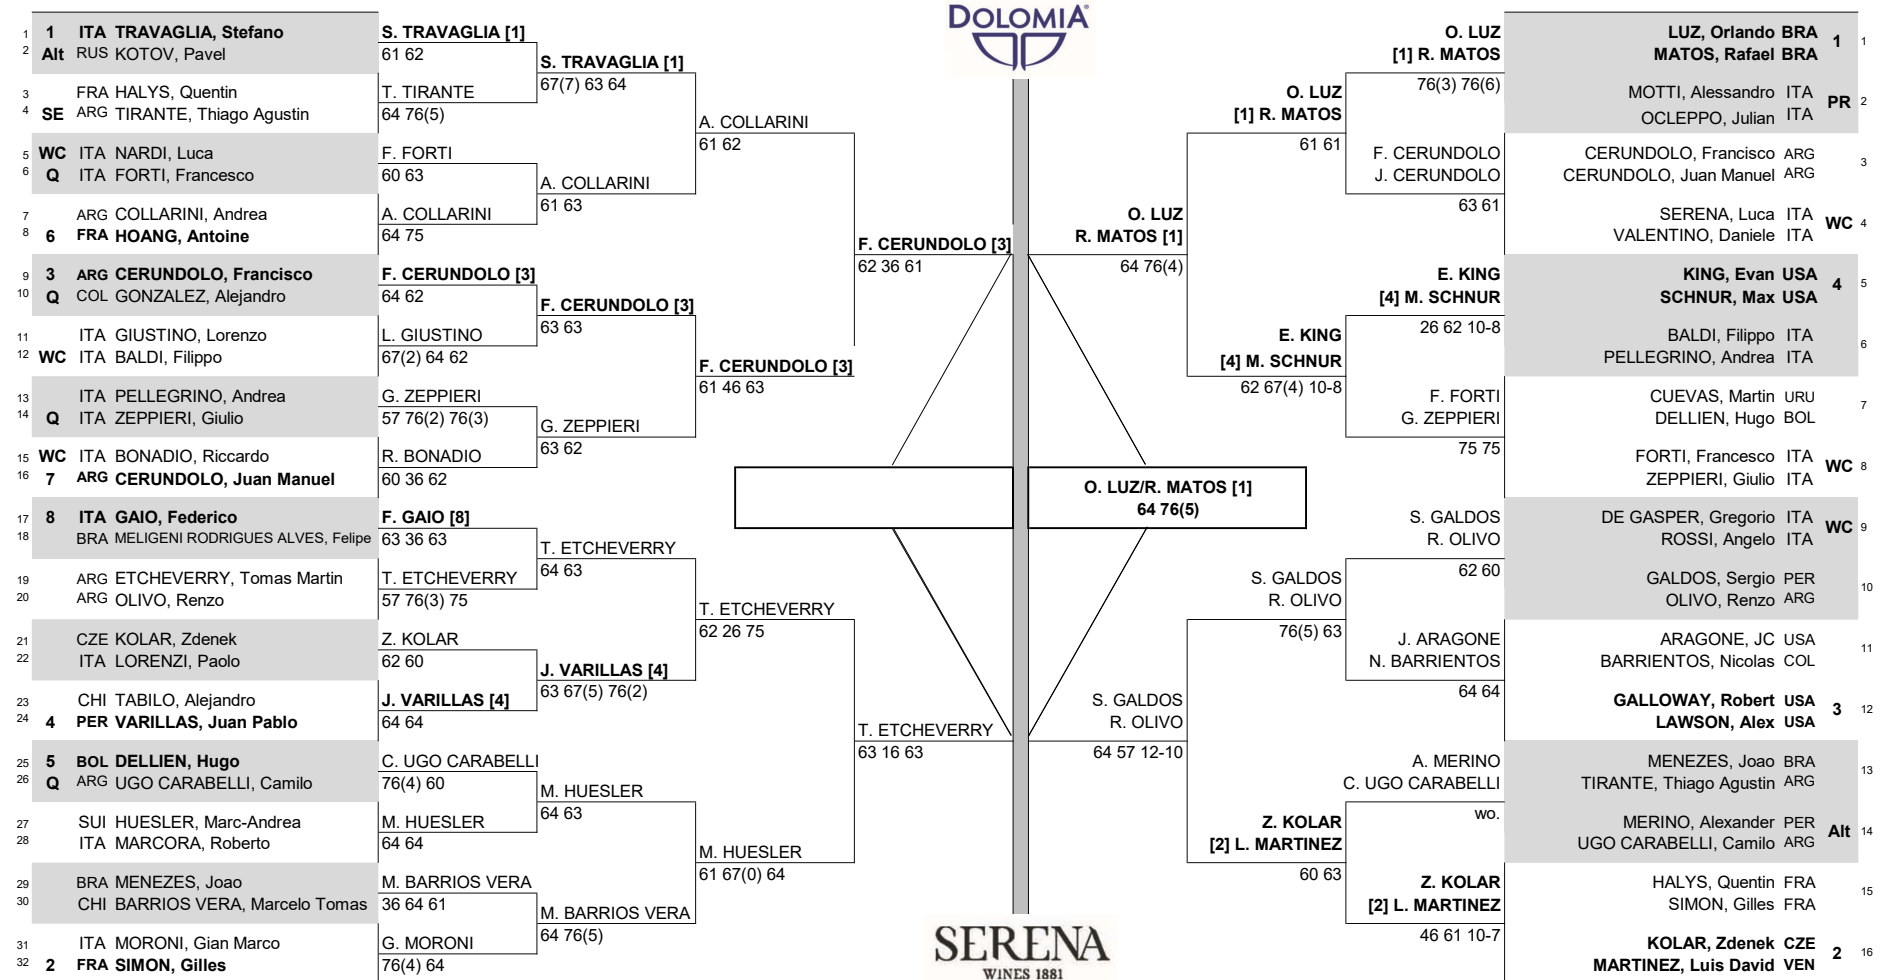 DOLOMIA®
1 1 ITA TRAVAGLIA, Stefano
2 Alt RUS KOTOV, Pavel
3 FRA HALYS, Quentin
4 SE ARG TIRANTE, Thiago Agustin
5 WC ITA NARDI, Luca
6 Q ITA FORTI, Francesco
7 ARG COLLARINI, Andrea
8 6 FRA HOANG, Antoine
9 3 ARG CERUNDOLO, Francisco
10 Q COL GONZALEZ, Alejandro
11 ITA GIUSTINO, Lorenzo
12 WC ITA BALDI, Filippo
13 ITA PELLEGRINO, Andrea
14 Q ITA ZEPPIERI, Giulio
15 WC ITA BONADIO, Riccardo
16 7 ARG CERUNDOLO, Juan Manuel
17 8 ITA GAIO, Federico
18 BRA MELIGENI RODRIGUES ALVES, Felipe
19 ARG ETCHEVERRY, Tomas Martin
20 ARG OLIVO, Renzo
21 CZE KOLAR, Zdenek
22 ITA LORENZI, Paolo
23 CHI TABILO, Alejandro
24 4 PER VARILLAS, Juan Pablo
25 5 BOL DELLIEN, Hugo
26 Q ARG UGO CARABELLI, Camilo
27 SUI HUESLER, Marc-Andrea
28 ITA MARCORA, Roberto
29 BRA MENEZES, Joao
30 CHI BARRIOS VERA, Marcelo Tomas
31 ITA MORONI, Gian Marco
32 2 FRA SIMON, Gilles
S. TRAVAGLIA [1]
61 62
T. TIRANTE
64 76(5)
F. FORTI
60 63
A. COLLARINI
64 75
F. CERUNDOLO [3]
64 62
L. GIUSTINO
67(2) 64 62
G. ZEPPIERI
57 76(2) 76(3)
R. BONADIO
60 36 62
F. GAIO [8]
63 36 63
T. ETCHEVERRY
57 76(3) 75
Z. KOLAR
62 60
J. VARILLAS [4]
64 64
C. UGO CARABELLI
76(4) 60
M. HUESLER
64 64
M. BARRIOS VERA
36 64 61
G. MORONI
76(4) 64
S. TRAVAGLIA [1]
67(7) 63 64
A. COLLARINI
61 63
F. CERUNDOLO [3]
63 63
G. ZEPPIERI
63 62
T. ETCHEVERRY
64 63
J. VARILLAS [4]
63 67(5) 76(2)
M. HUESLER
64 63
M. BARRIOS VERA
64 76(5)
A. COLLARINI
61 62
F. CERUNDOLO [3]
61 46 63
T. ETCHEVERRY
62 26 75
M. HUESLER
61 67(0) 64
F. CERUNDOLO [3]
62 36 61
T. ETCHEVERRY
63 16 63
O. LUZ/R. MATOS [1]
64 76(5)
O. LUZ
R. MATOS [1]
64 76(4)
S. GALDOS
R. OLIVO
64 57 12-10
O. LUZ
[1] R. MATOS
61 61
E. KING
[4] M. SCHNUR
62 67(4) 10-8
S. GALDOS
R. OLIVO
76(5) 63
Z. KOLAR
[2] L. MARTINEZ
60 63
O. LUZ
[1] R. MATOS
76(3) 76(6)
F. CERUNDOLO
J. CERUNDOLO
63 61
E. KING
[4] M. SCHNUR
26 62 10-8
F. FORTI
G. ZEPPIERI
75 75
S. GALDOS
R. OLIVO
62 60
J. ARAGONE
N. BARRIENTOS
64 64
A. MERINO
C. UGO CARABELLI
wo.
Z. KOLAR
[2] L. MARTINEZ
46 61 10-7
LUZ, Orlando BRA
MATOS, Rafael BRA
1 1
MOTTI, Alessandro ITA
OCLEPPO, Julian ITA
PR 2
CERUNDOLO, Francisco ARG
CERUNDOLO, Juan Manuel ARG
3
SERENA, Luca ITA
VALENTINO, Daniele ITA
WC 4
KING, Evan USA
SCHNUR, Max USA
4 5
BALDI, Filippo ITA
PELLEGRINO, Andrea ITA
6
CUEVAS, Martin URU
DELLIEN, Hugo BOL
7
FORTI, Francesco ITA
ZEPPIERI, Giulio ITA
WC 8
DE GASPER, Gregorio ITA
ROSSI, Angelo ITA
WC 9
GALDOS, Sergio PER
OLIVO, Renzo ARG
10
ARAGONE, JC USA
BARRIENTOS, Nicolas COL
11
GALLOWAY, Robert USA
LAWSON, Alex USA
3 12
MENEZES, Joao BRA
TIRANTE, Thiago Agustin ARG
13
MERINO, Alexander PER
UGO CARABELLI, Camilo ARG
Alt 14
HALYS, Quentin FRA
SIMON, Gilles FRA
15
KOLAR, Zdenek CZE
MARTINEZ, Luis David VEN
2 16
SERENA
WINES 1881